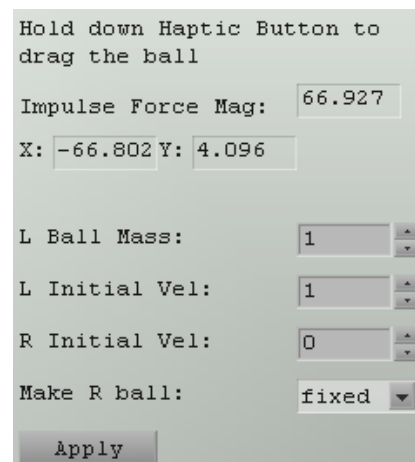 Hold down Haptic Button to
drag the ball
Impulse Force Mag: 66.927
X: -66.802 Y: 4.096
L Ball Mass: 1
L Initial Vel: 1
R Initial Vel: 0
Make R ball: fixed
Apply